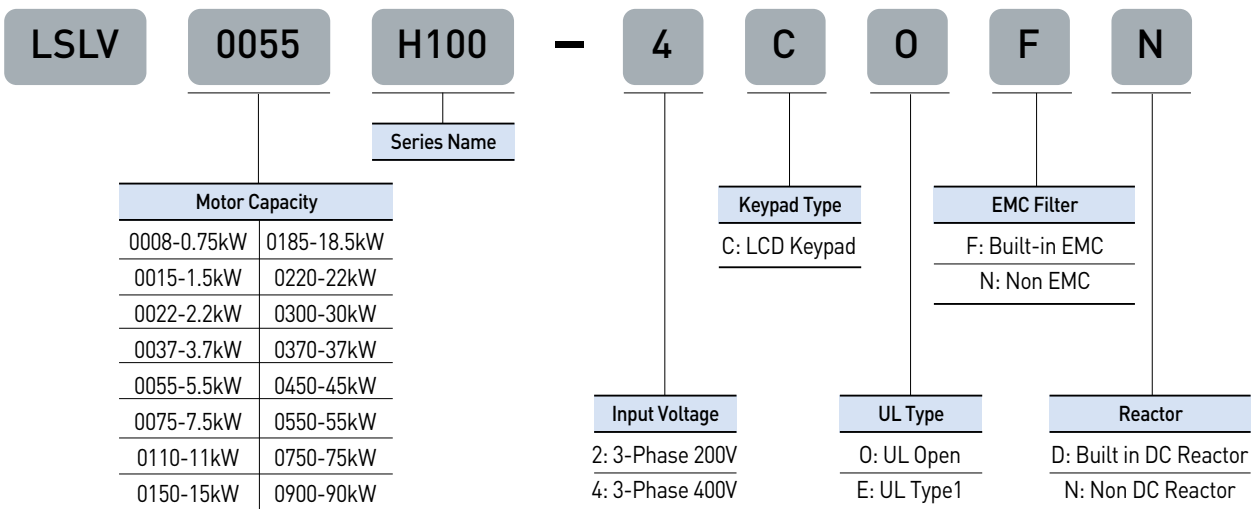 LSLV 0055 H100 - 4 C O F N
Series Name
Motor Capacity
0008-0.75kW 0185-18.5kW
0015-1.5kW 0220-22kW
0022-2.2kW 0300-30kW
0037-3.7kW 0370-37kW
0055-5.5kW 0450-45kW
0075-7.5kW 0550-55kW
0110-11kW 0750-75kW
0150-15kW 0900-90kW
Input Voltage
2: 3-Phase 200V
4: 3-Phase 400V
Keypad Type
C: LCD Keypad
UL Type
O: UL Open
E: UL Type1
EMC Filter
F: Built-in EMC
N: Non EMC
Reactor
D: Built in DC Reactor
N: Non DC Reactor